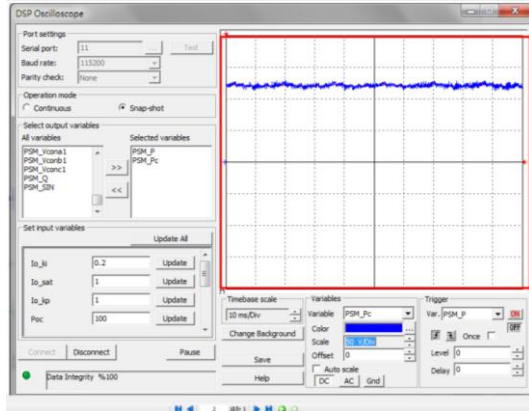 DSP Oscilloscope
Port settings
Serial port: 11 ... Test
Baud rate: 115200
Parity check: None
Operation mode
Continuous Snap-shot
Select output variables
All variables Selected variables
PSM_Vcona1
PSM_Vconb1
PSM_Vconc1
PSM_Q
PSM_SIN
>>
<<
PSM_P
PSM_Pc
Set input variables
Update All
Io_ki 0.2 Update
Io_sat 1 Update
Io_kp 1 Update
Poc 100 Update
Connect Disconnect Pause
Data Integrity %100
Timebase scale
10 ms/Div
Change Background
Save
Help
Variables
Variable PSM_Pc
Color ...
Scale 50 V/Div
Offset 0
Auto scale
DC AC Gnd
Trigger
Var. PSM_P ON
OFF
Once
Level 0
Delay 0
2